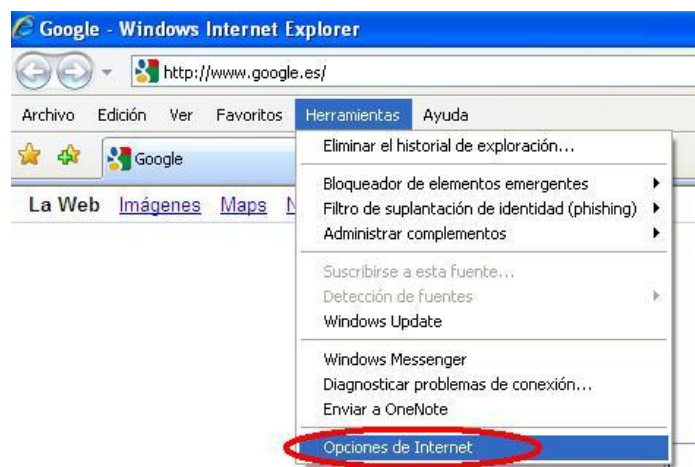 Google - Windows Internet Explorer
http://www.google.es/
Archivo Edición Ver Favoritos Herramientas Ayuda
Google
La Web Imágenes Maps
Eliminar el historial de exploración...
Bloqueador de elementos emergentes
Filtro de suplantación de identidad (phishing)
Administrar complementos
Suscribirse a esta fuente...
Detección de fuentes
Windows Update
Windows Messenger
Diagnosticar problemas de conexión...
Enviar a OneNote
Opciones de Internet